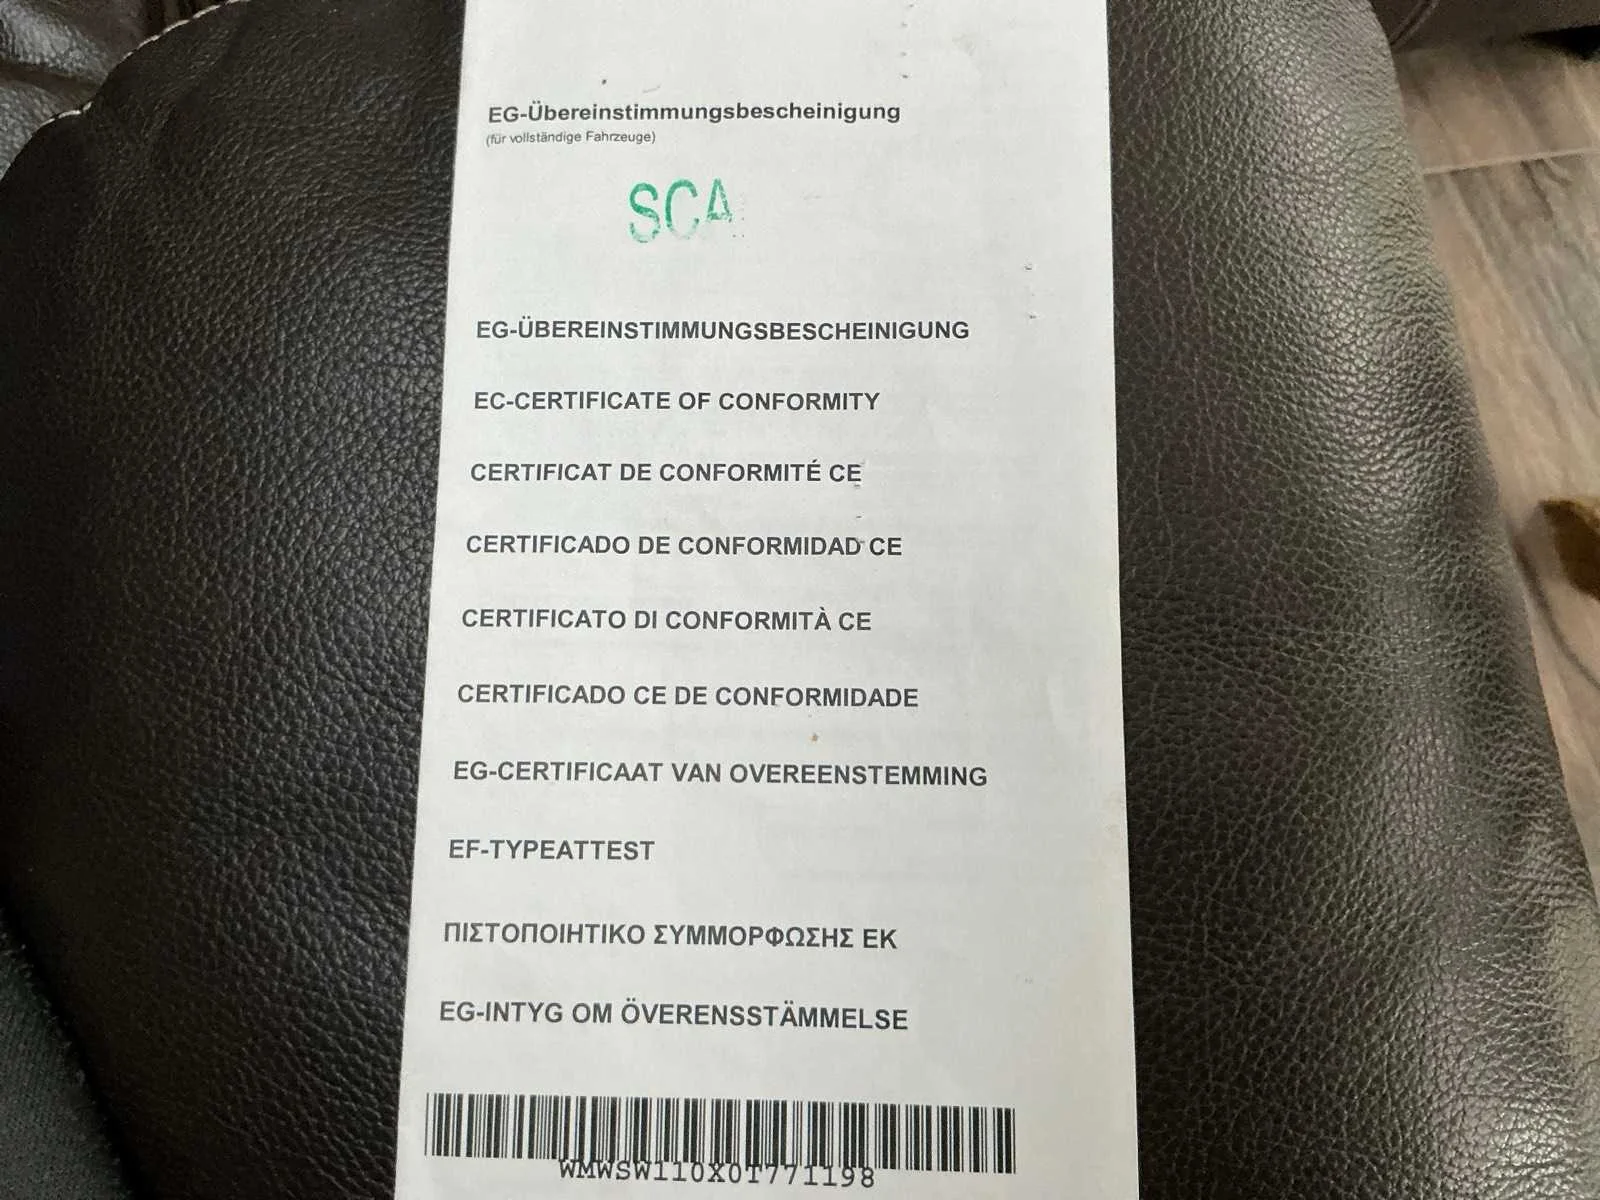 EG-Übereinstimmungsbescheinigung
(für vollständige Fahrzeuge)
SCA
EG-ÜBEREINSTIMMUNGSBESCHEINIGUNG
EC-CERTIFICATE OF CONFORMITY
CERTIFICAT DE CONFORMITÉ CE
CERTIFICADO DE CONFORMIDAD CE
CERTIFICATO DI CONFORMITÀ CE
CERTIFICADO CE DE CONFORMIDADE
EG-CERTIFICAAT VAN OVEREENSTEMMING
EF-TYPEATTEST
ΠΙΣΤΟΠΟΙΗΤΙΚΟ ΣΥΜΜΟΡΦΩΣΗΣ ΕΚ
EG-INTYG OM ÖVERENSSTÄMMELSE
WMWSW110X0T771198